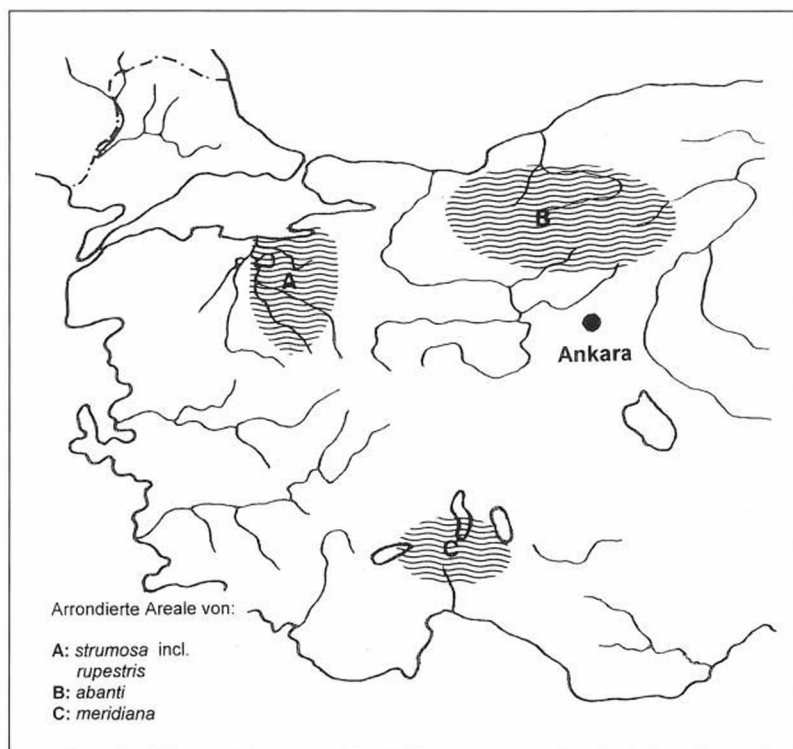 B
A
Ankara
C
Arrondierte Areale von:
A: strumosa incl.
rupestris
B: abanti
C: meridiana